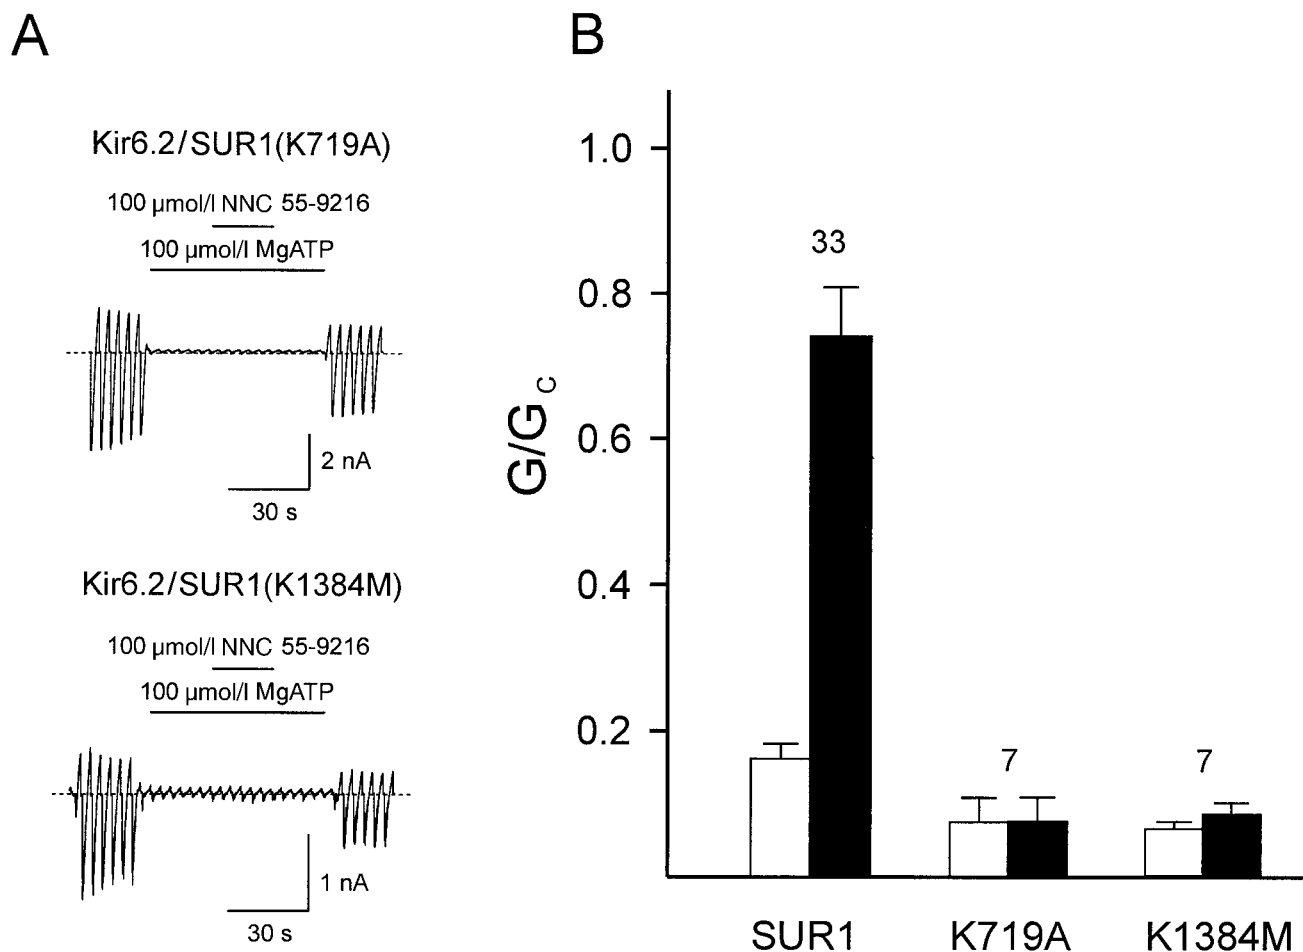 A
Kir6.2/SUR1(K719A)
100 µmol/l NNC 55-9216
100 µmol/l MgATP
2 nA
30 s
Kir6.2/SUR1(K1384M)
100 µmol/l NNC 55-9216
100 µmol/l MgATP
1 nA
30 s
B
G/GC
1.0
0.8
0.6
0.4
0.2
33
7
7
SUR1
K719A
K1384M